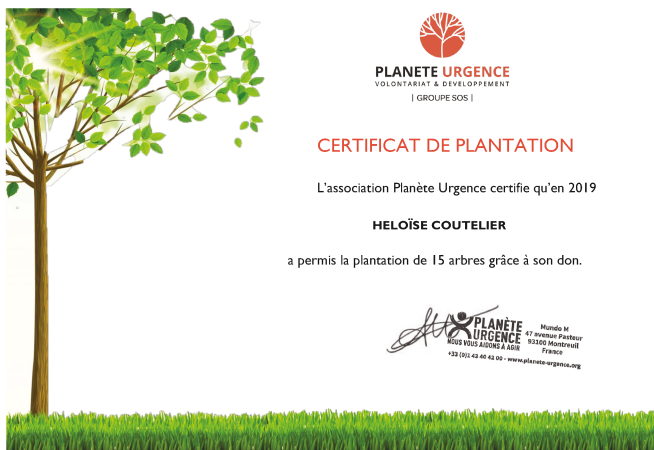 PLANETE URGENCE
VOLONTARIAT & DEVELOPPEMENT
| GROUPE SOS |
CERTIFICAT DE PLANTATION
L'association Planète Urgence certifie qu'en 2019
HELOÏSE COUTELIER
a permis la plantation de 15 arbres grâce à son don.
PLANÈTE
URGENCE
NOUS VOUS AIDONS À AGIR
Mundo M
47 avenue Pasteur
93100 Montreuil
France
+33 (0)1 43 40 42 00 - www.planete-urgence.org